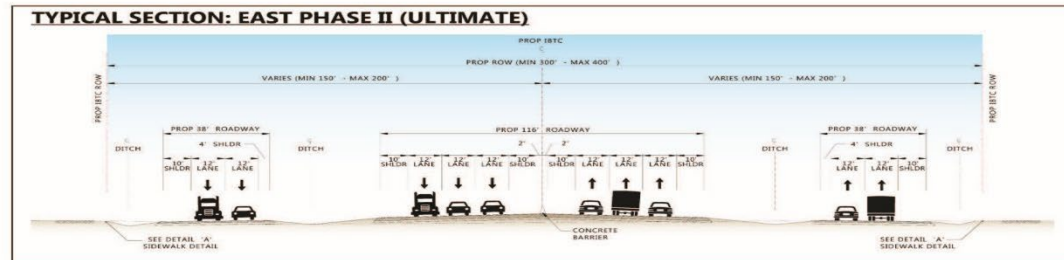 TYPICAL SECTION: EAST PHASE II (ULTIMATE)
PROP IBTC
℄
PROP ROW (MIN 300' - MAX 400' )
VARIES (MIN 150' - MAX 200' )
VARIES (MIN 150' - MAX 200' )
PROP IBTC ROW
PROP IBTC ROW
PROP 38' ROADWAY
4' SHLDR
10' SHLDR
12' LANE
12' LANE
℄ DITCH
℄ DITCH
PROP 116' ROADWAY
2'
2'
10' SHLDR
12' LANE
12' LANE
12' LANE
10' SHLDR
10' SHLDR
12' LANE
12' LANE
12' LANE
10' SHLDR
℄ DITCH
PROP 38' ROADWAY
4' SHLDR
12' LANE
12' LANE
10' SHLDR
℄ DITCH
SEE DETAIL 'A'
SIDEWALK DETAIL
CONCRETE
BARRIER
SEE DETAIL 'A'
SIDEWALK DETAIL